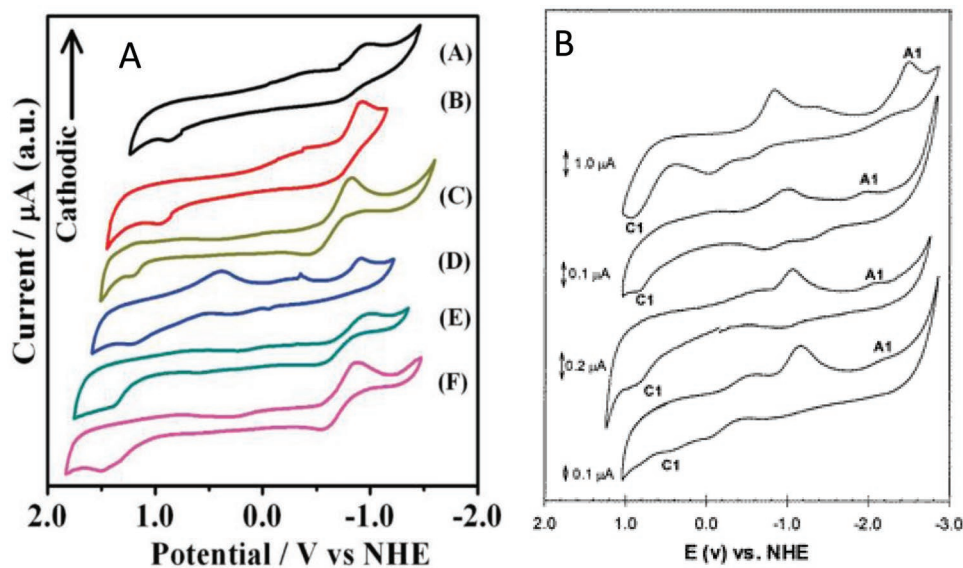 A
Current / μA (a.u.)
Cathodic
(A)
(B)
(C)
(D)
(E)
(F)
2.0 1.0 0.0 -1.0 -2.0
Potential / V vs NHE
B
A1
1.0 μA
C1
A1
0.1 μA
C1
A1
0.2 μA
C1
A1
0.1 μA
C1
2.0 1.0 0.0 -1.0 -2.0 -3.0
E (v) vs. NHE